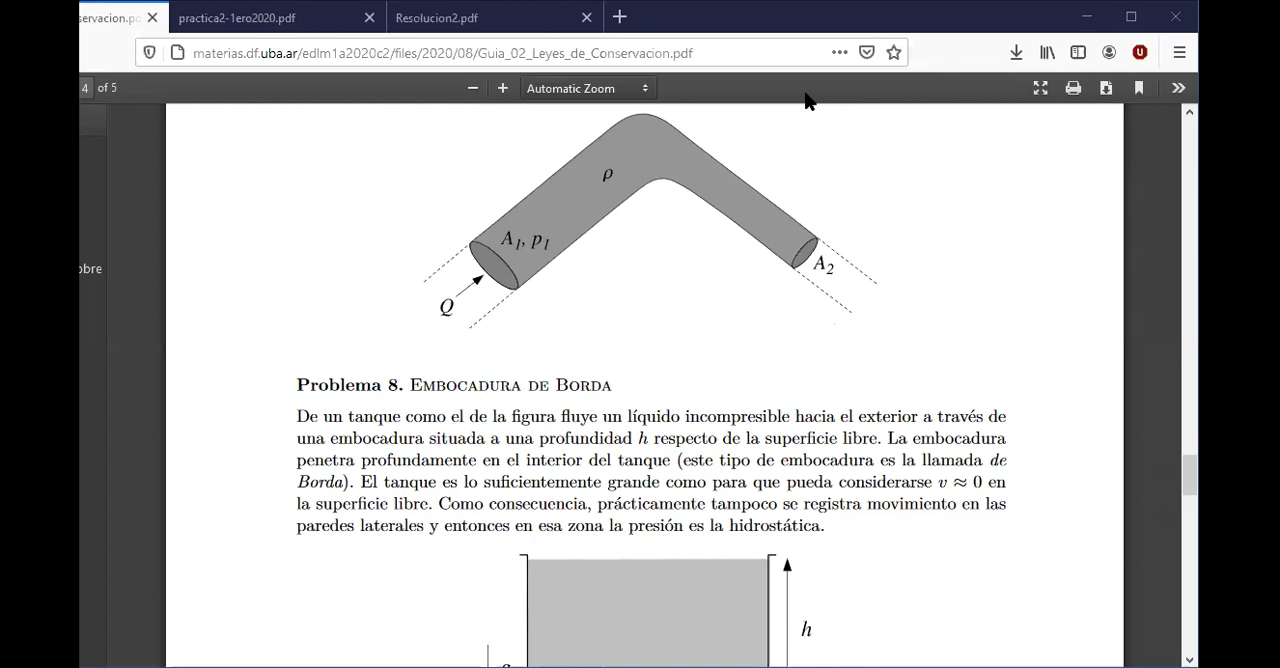 servacion.pd
practica2-1ero2020.pdf
Resolucion2.pdf
materias.df.uba.ar/edlm1a2020c2/files/2020/08/Guia_02_Leyes_de_Conservacion.pdf
4 of 5
Automatic Zoom
obre
ρ
A1, p1
A2
Q
Problema 8. EMBOCADURA DE BORDA
De un tanque como el de la figura fluye un líquido incompresible hacia el exterior a través de
una embocadura situada a una profundidad h respecto de la superficie libre. La embocadura
penetra profundamente en el interior del tanque (este tipo de embocadura es la llamada de
Borda). El tanque es lo suficientemente grande como para que pueda considerarse v ≈ 0 en
la superficie libre. Como consecuencia, prácticamente tampoco se registra movimiento en las
paredes laterales y entonces en esa zona la presión es la hidrostática.
h